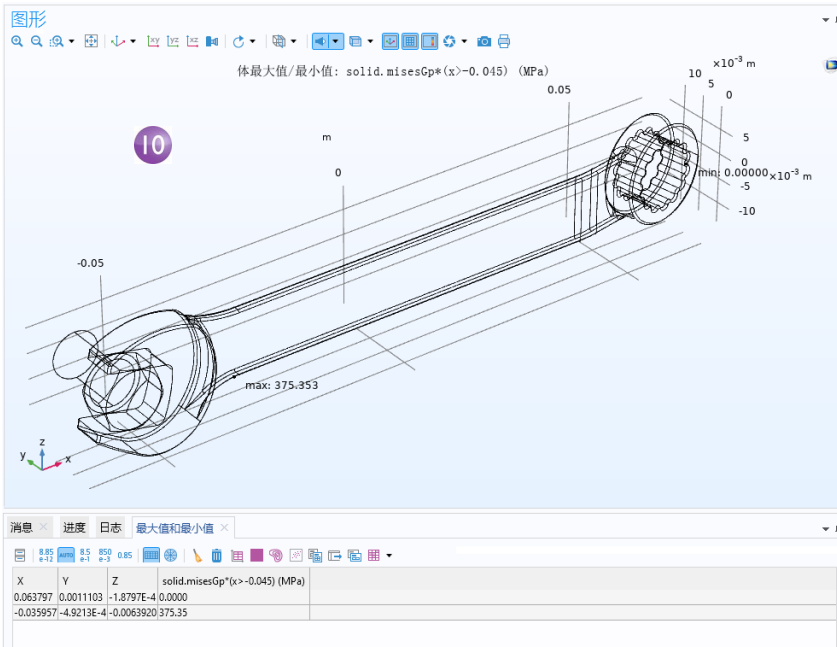 图形
xy yz xz
体最大值/最小值: solid.misesGp*(x>-0.045) (MPa)
×10⁻³ m
10
5
0
0.05
10
m
5
0
0
min: 0.00000
×10⁻³ m
-5
-10
-0.05
max: 375.353
z
y
x
消息 进度 日志 最大值和最小值
8.85 e-12 AUTO 8.5 e-1 850 e-3 0.85
X Y Z solid.misesGp*(x>-0.045) (MPa)
0.063797 0.0011103 -1.8797E-4 0.0000
-0.035957 -4.9213E-4 -0.0063920 375.35